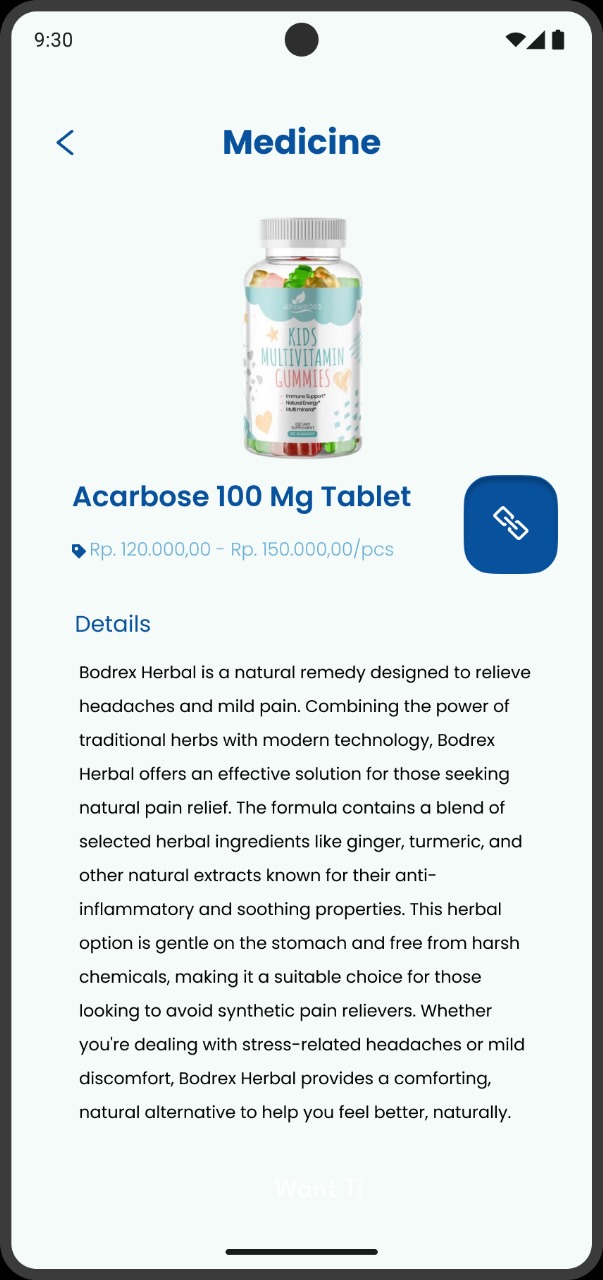 9:30
Medicine
KIDS
MULTIVITAMIN
GUMMIES
Immune Support*
Natural Energy*
Multi mineral*
DIETARY
SUPPLEMENT
Acarbose 100 Mg Tablet
Rp. 120.000,00 - Rp. 150.000,00/pcs
Details
Bodrex Herbal is a natural remedy designed to relieve
headaches and mild pain. Combining the power of
traditional herbs with modern technology, Bodrex
Herbal offers an effective solution for those seeking
natural pain relief. The formula contains a blend of
selected herbal ingredients like ginger, turmeric, and
other natural extracts known for their anti-
inflammatory and soothing properties. This herbal
option is gentle on the stomach and free from harsh
chemicals, making it a suitable choice for those
looking to avoid synthetic pain relievers. Whether
you're dealing with stress-related headaches or mild
discomfort, Bodrex Herbal provides a comforting,
natural alternative to help you feel better, naturally.
Want Ti